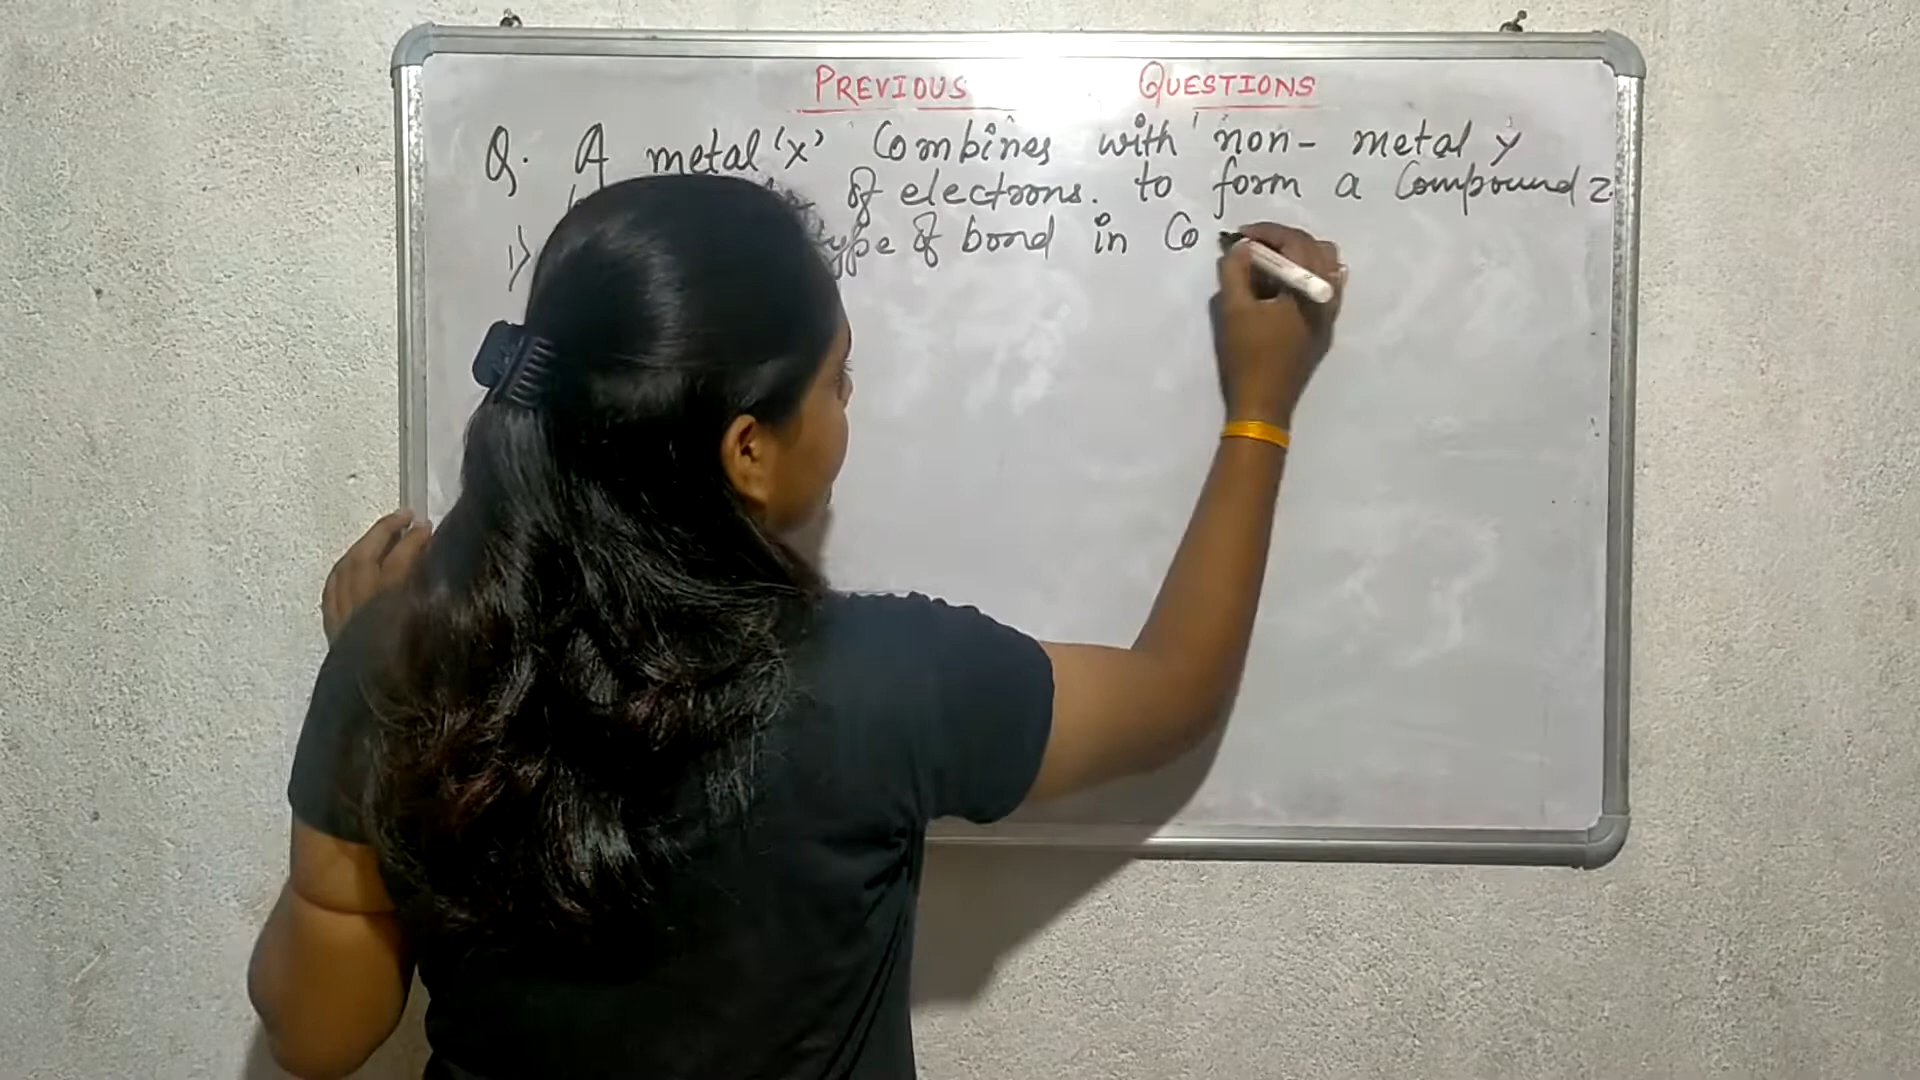 PREVIOUS QUESTIONS
Q. A metal 'x' Combines with non-metal y
of electrons. to form a Compound z.
1) type of bond in Co